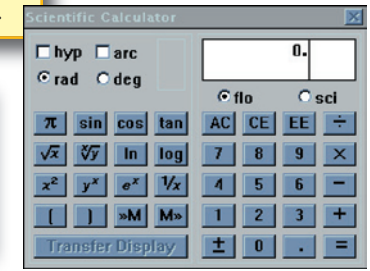 Scientific Calculator
hyp arc
0.
rad deg
flo sci
π sin cos tan AC CE EE ÷
√x ˣ√y ln log 7 8 9 ×
x² yˣ eˣ 1/x 4 5 6 −
( ) »M M» 1 2 3 +
Transfer Display ± 0 . =